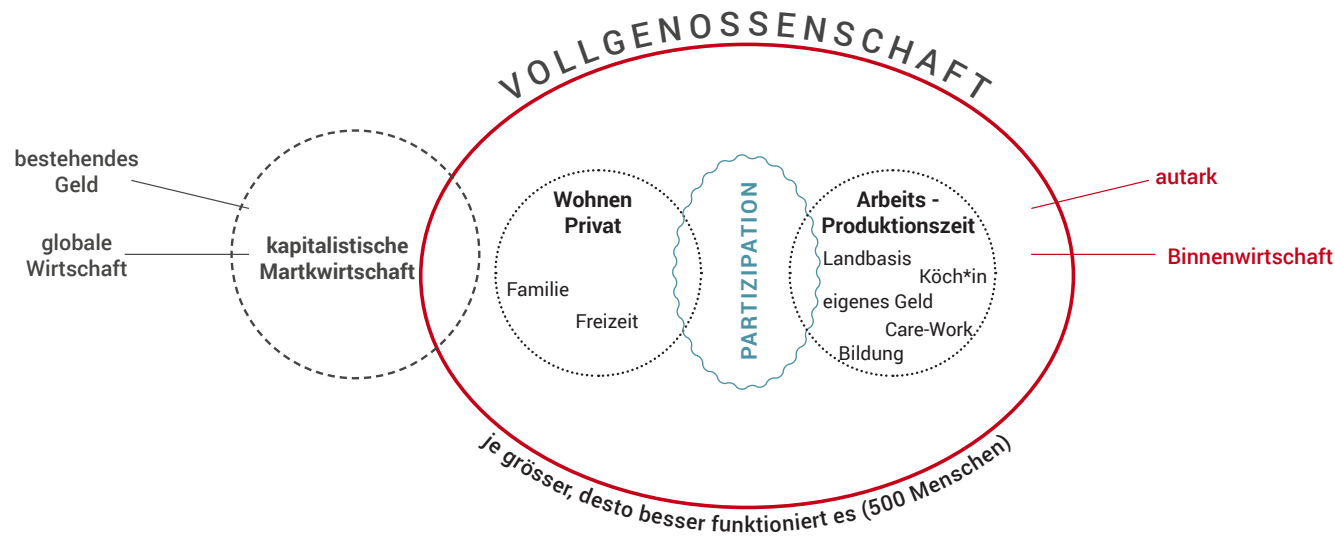 VOLLGENOSSENSCHAFT
bestehendes
Geld
globale
Wirtschaft
kapitalistische
Martkwirtschaft
Wohnen
Privat
Familie
Freizeit
PARTIZIPATION
Arbeits -
Produktionszeit
Landbasis
Köch*in
eigenes Geld
Care-Work
Bildung
autark
Binnenwirtschaft
je grösser, desto besser funktioniert es (500 Menschen)